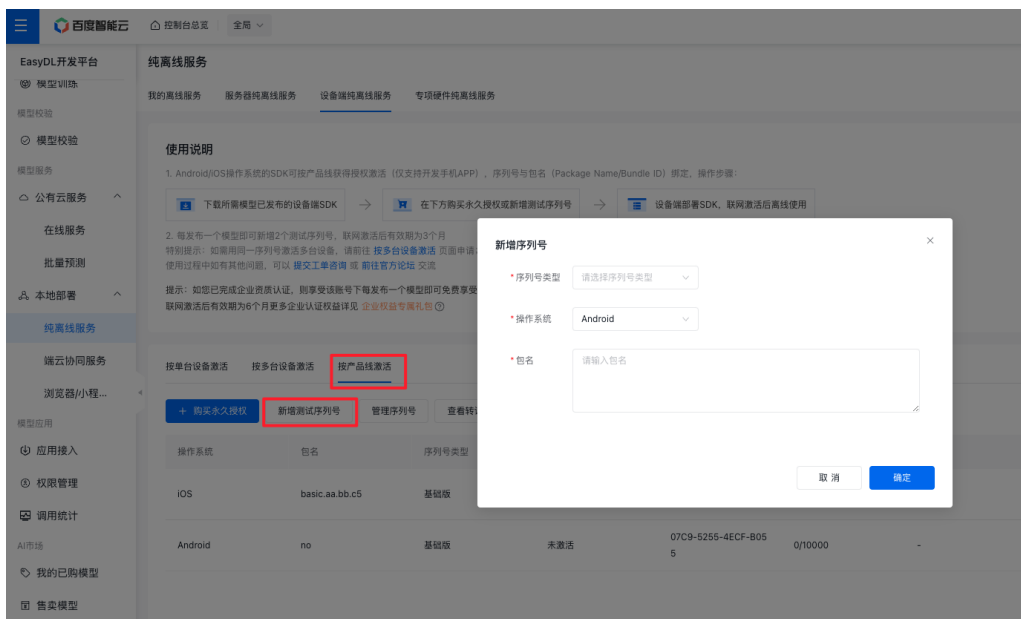 百度智能云
控制台总览
全局
EasyDL开发平台
模型训练
模型校验
模型校验
模型服务
公有云服务
在线服务
批量预测
本地部署
纯离线服务
端云协同服务
浏览器/小程...
模型应用
应用接入
权限管理
调用统计
AI市场
我的已购模型
售卖模型
纯离线服务
我的离线服务 服务器纯离线服务 设备端纯离线服务 专项硬件纯离线服务
使用说明
1. Android/iOS操作系统的SDK可按产品线获得授权激活（仅支持开发手机APP），序列号与包名（Package Name/Bundle ID）绑定，操作步骤：
下载所需模型已发布的设备端SDK → 在下方购买永久授权或新增测试序列号 → 设备端部署SDK，联网激活后离线使用
2. 每发布一个模型即可新增2个测试序列号，联网激活后有效期为3个月
特别提示：如需用同一序列号激活多台设备，请前往 按多台设备激活 页面申请
使用过程中如有其他问题，可以 提交工单咨询 或 前往官方论坛 交流
提示：如您已完成企业资质认证，则享受该账号下每发布一个模型即可免费享受
联网激活后有效期为6个月更多企业认证权益详见 企业权益专属礼包
按单台设备激活 按多台设备激活 按产品线激活
+ 购买永久授权 新增测试序列号 管理序列号 查看转
操作系统 包名 序列号类型
iOS basic.aa.bb.c5 基础版
Android no 基础版 未激活 07C9-5255-4ECF-B05 0/10000 -
5
新增序列号 ×
*序列号类型 请选择序列号类型
*操作系统 Android
*包名 请输入包名
取消 确定